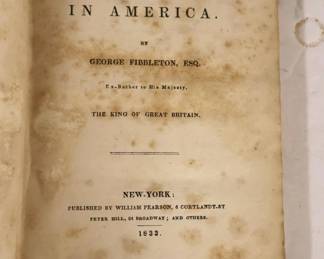 IN AMERICA.
BY
GEORGE FIBBLETON, ESQ.
Ex-Barber to His Majesty,
THE KING OF GREAT BRITAIN.
NEW-YORK:
PUBLISHED BY WILLIAM PEARSON, 6 CORTLANDT-ST
PETER HILL, 94 BROADWAY; AND OTHERS.
1833.